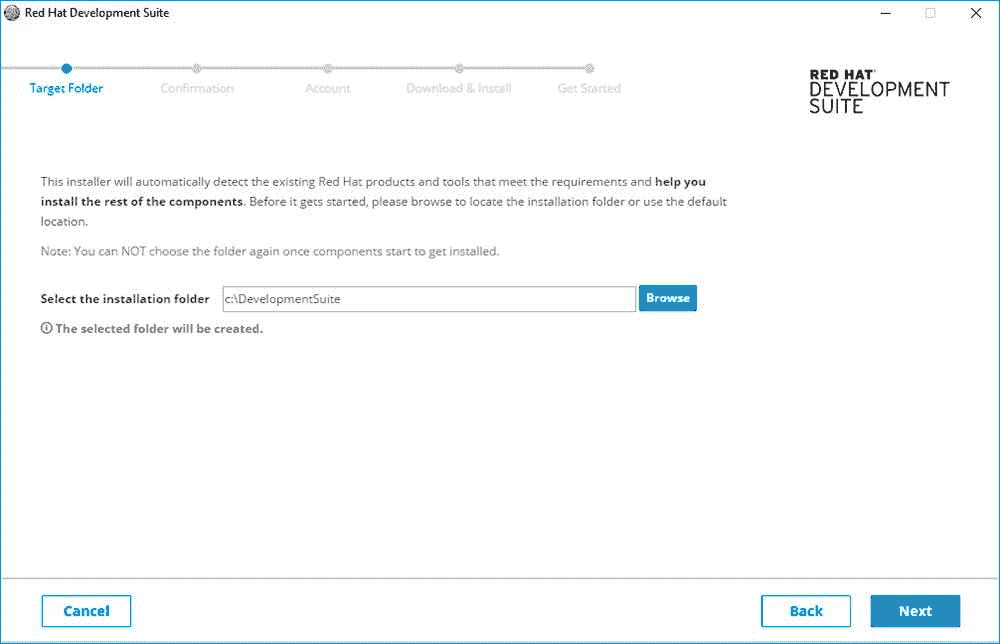 Red Hat Development Suite
Target Folder
Confirmation
Account
Download & Install
Get Started
RED HAT®
DEVELOPMENT
SUITE
This installer will automatically detect the existing Red Hat products and tools that meet the requirements and help you
install the rest of the components. Before it gets started, please browse to locate the installation folder or use the default
location.
Note: You can NOT choose the folder again once components start to get installed.
Select the installation folder c:\DevelopmentSuite Browse
The selected folder will be created.
Cancel Back Next